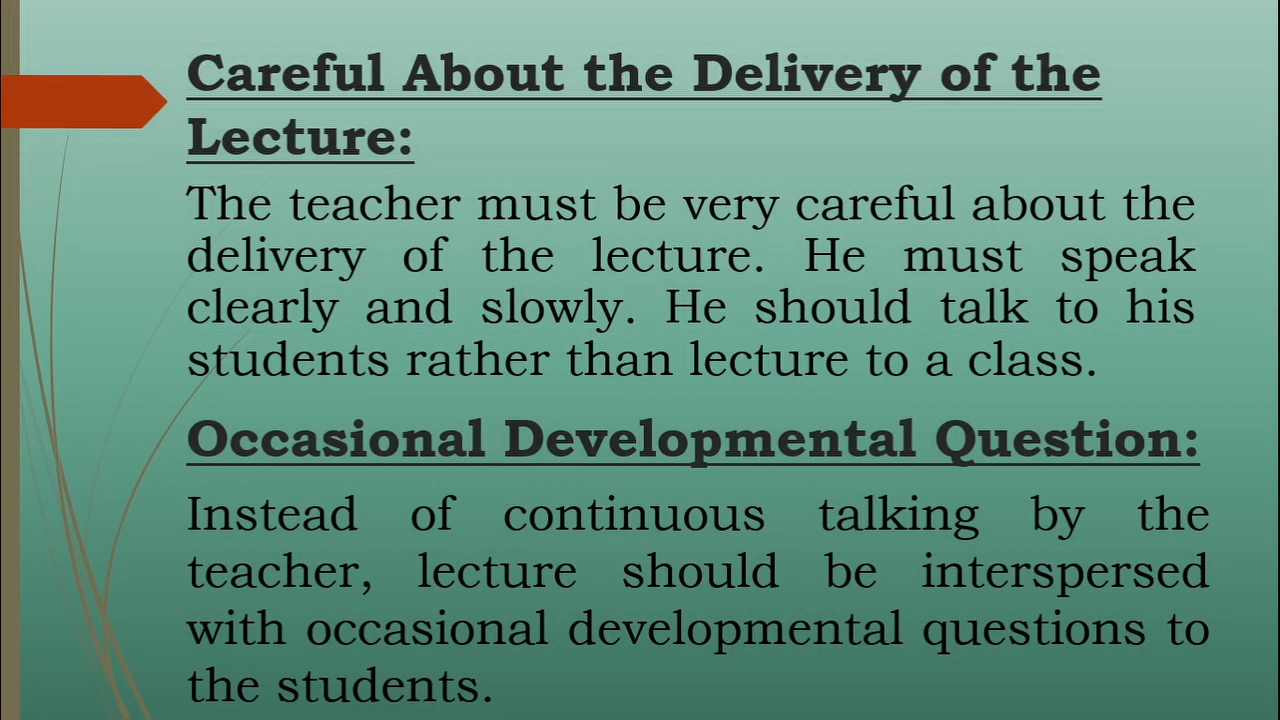 Careful About the Delivery of the
Lecture:
The teacher must be very careful about the
delivery of the lecture. He must speak
clearly and slowly. He should talk to his
students rather than lecture to a class.
Occasional Developmental Question:
Instead of continuous talking by the
teacher, lecture should be interspersed
with occasional developmental questions to
the students.